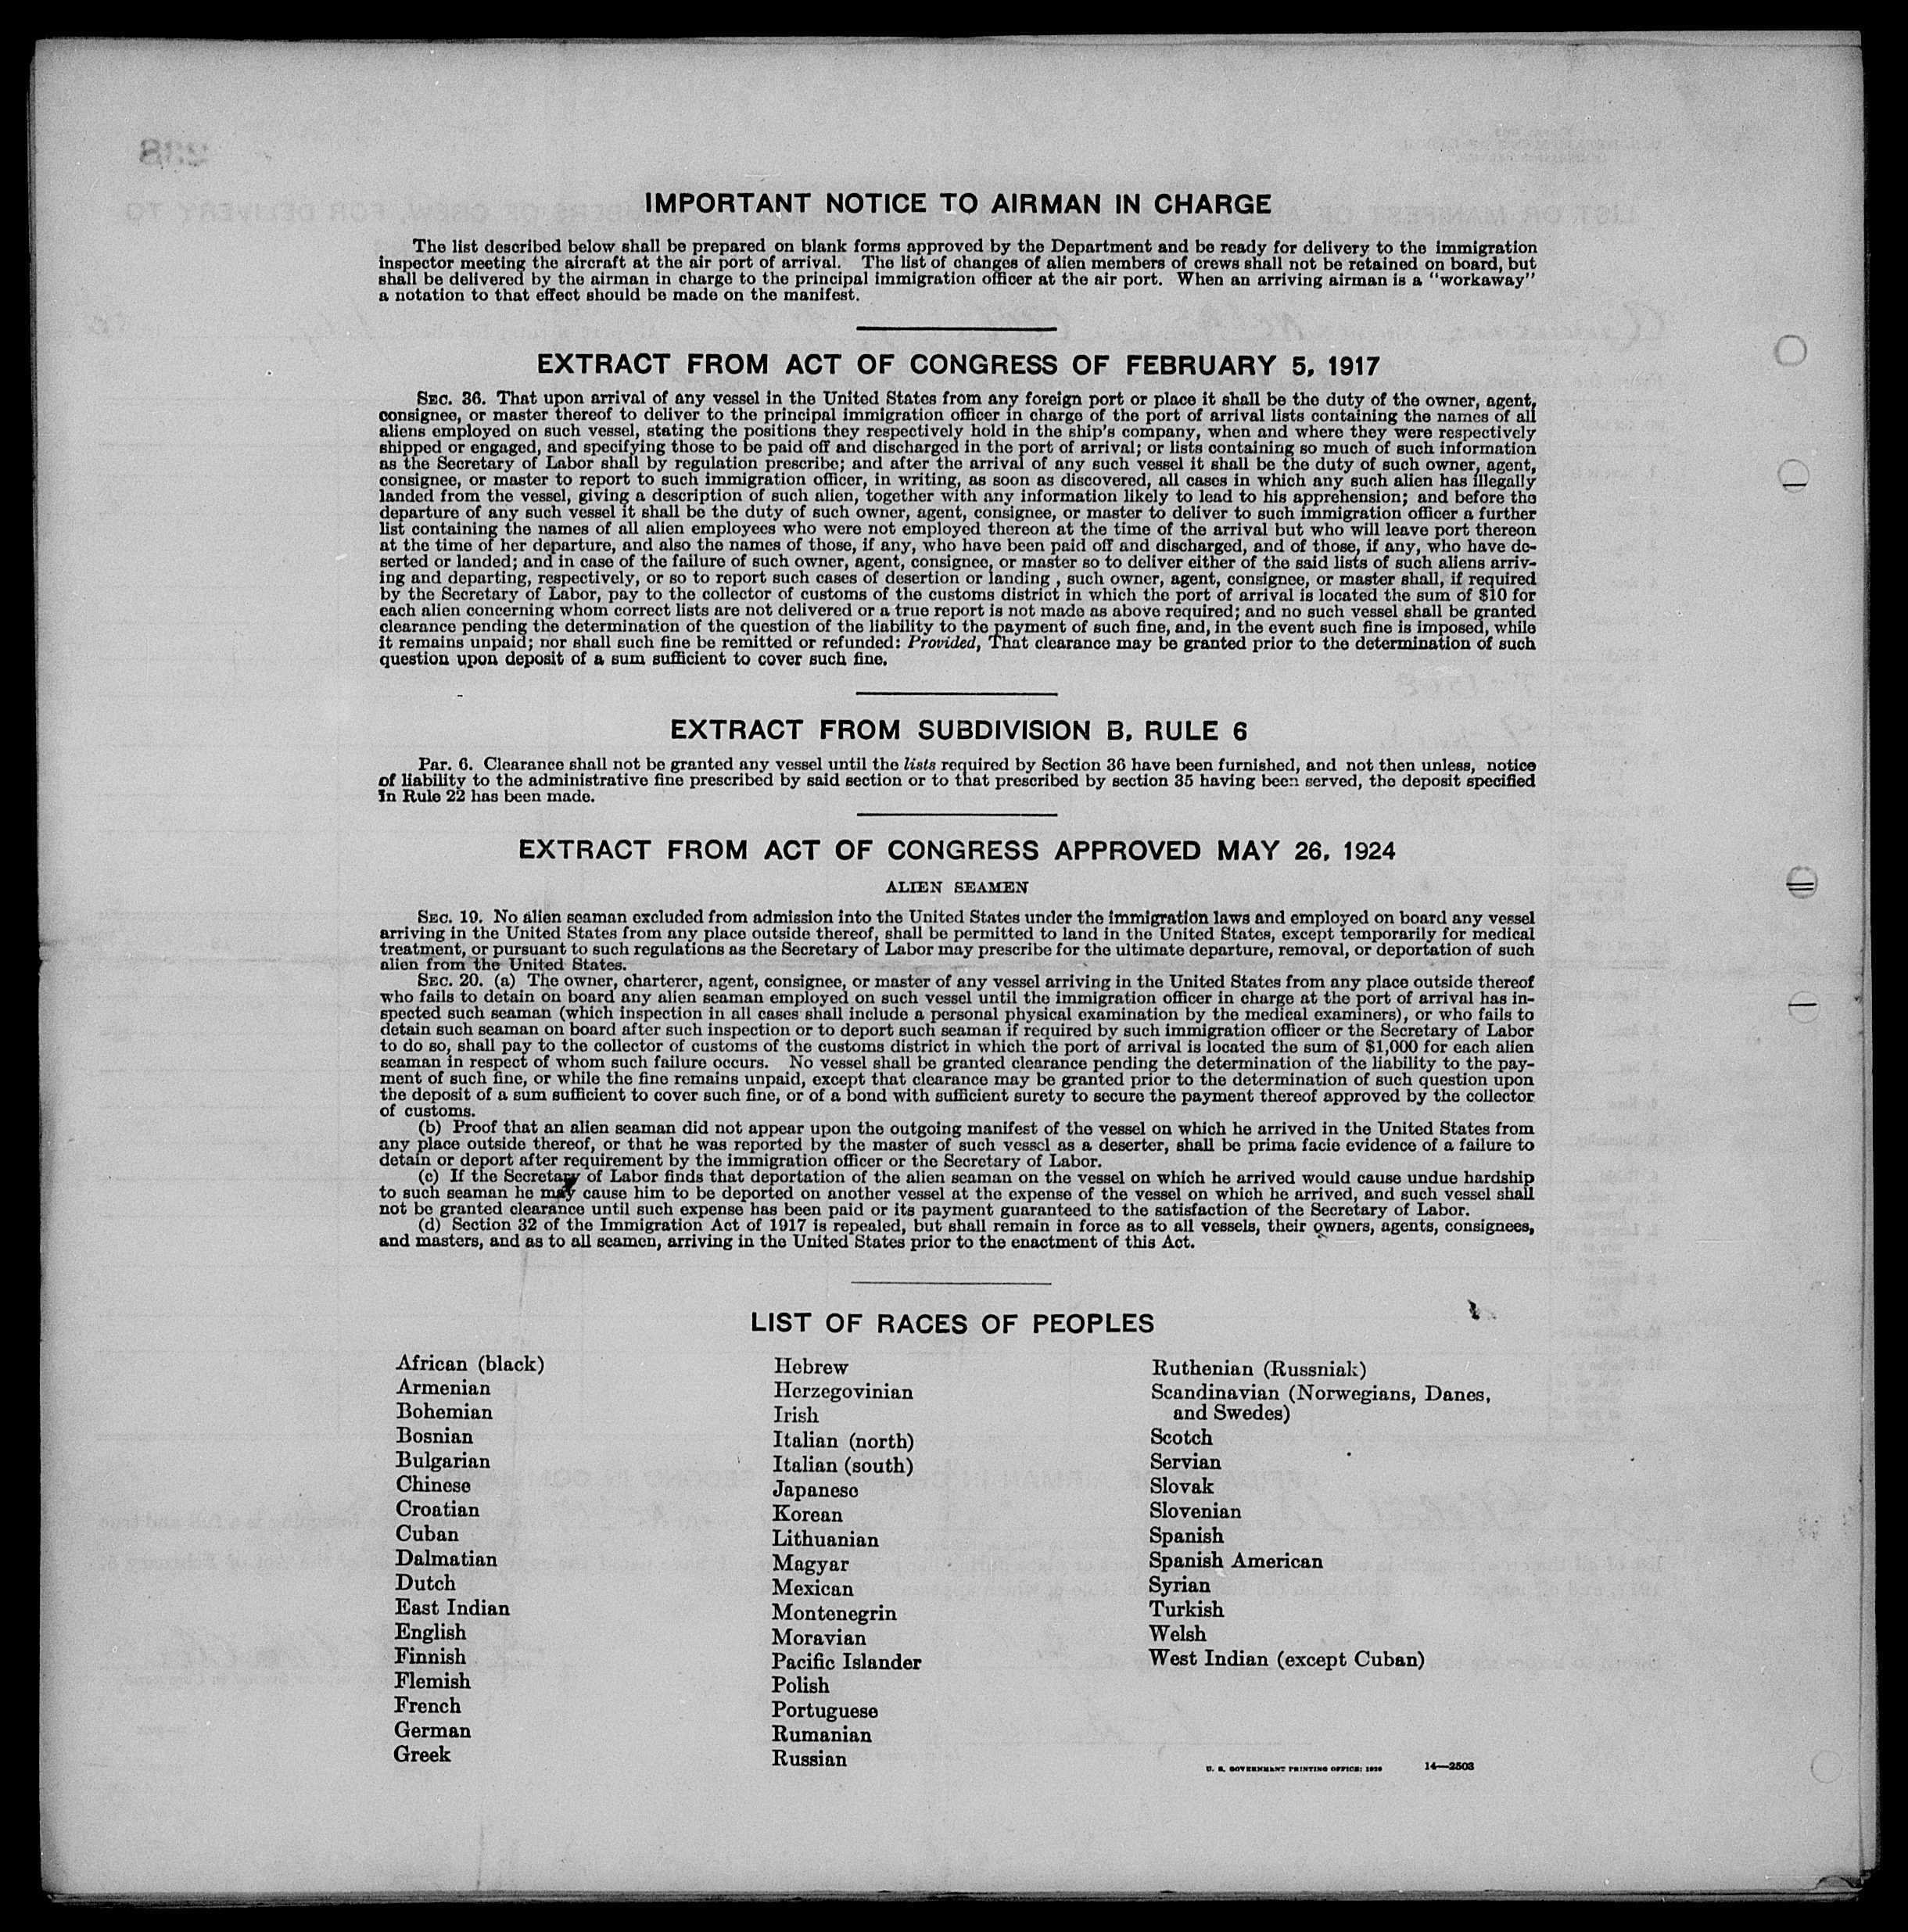 IMPORTANT NOTICE TO AIRMAN IN CHARGE
The list described below shall be prepared on blank forms approved by the Department and be ready for delivery to the immigration
inspector meeting the aircraft at the air port of arrival. The list of changes of alien members of crews shall not be retained on board, but
shall be delivered by the airman in charge to the principal immigration officer at the air port. When an arriving airman is a "workaway"
a notation to that effect should be made on the manifest.
EXTRACT FROM ACT OF CONGRESS OF FEBRUARY 5, 1917
SEC. 36. That upon arrival of any vessel in the United States from any foreign port or place it shall be the duty of the owner, agent,
consignee, or master thereof to deliver to the principal immigration officer in charge of the port of arrival lists containing the names of all
aliens employed on such vessel, stating the positions they respectively hold in the ship's company, when and where they were respectively
shipped or engaged, and specifying those to be paid off and discharged in the port of arrival; or lists containing so much of such information
as the Secretary of Labor shall by regulation prescribe; and after the arrival of any such vessel it shall be the duty of such owner, agent,
consignee, or master to report to such immigration officer, in writing, as soon as discovered, all cases in which any such alien has illegally
landed from the vessel, giving a description of such alien, together with any information likely to lead to his apprehension; and before the
departure of any such vessel it shall be the duty of such owner, agent, consignee, or master to deliver to such immigration officer a further
list containing the names of all alien employees who were not employed thereon at the time of the arrival but who will leave port thereon
at the time of her departure, and also the names of those, if any, who have been paid off and discharged, and of those, if any, who have de-
serted or landed; and in case of the failure of such owner, agent, consignee, or master so to deliver either of the said lists of such aliens arriv-
ing and departing, respectively, or so to report such cases of desertion or landing , such owner, agent, consignee, or master shall, if required
by the Secretary of Labor, pay to the collector of customs of the customs district in which the port of arrival is located the sum of $10 for
each alien concerning whom correct lists are not delivered or a true report is not made as above required; and no such vessel shall be granted
clearance pending the determination of the question of the liability to the payment of such fine, and, in the event such fine is imposed, while
it remains unpaid; nor shall such fine be remitted or refunded: Provided, That clearance may be granted prior to the determination of such
question upon deposit of a sum sufficient to cover such fine.
EXTRACT FROM SUBDIVISION B, RULE 6
Par. 6. Clearance shall not be granted any vessel until the lists required by Section 36 have been furnished, and not then unless, notice
of liability to the administrative fine prescribed by said section or to that prescribed by section 35 having been served, the deposit specified
in Rule 22 has been made.
EXTRACT FROM ACT OF CONGRESS APPROVED MAY 26, 1924
ALIEN SEAMEN
SEC. 19. No alien seaman excluded from admission into the United States under the immigration laws and employed on board any vessel
arriving in the United States from any place outside thereof, shall be permitted to land in the United States, except temporarily for medical
treatment, or pursuant to such regulations as the Secretary of Labor may prescribe for the ultimate departure, removal, or deportation of such
alien from the United States.
SEC. 20. (a) The owner, charterer, agent, consignee, or master of any vessel arriving in the United States from any place outside thereof
who fails to detain on board any alien seaman employed on such vessel until the immigration officer in charge at the port of arrival has in-
spected such seaman (which inspection in all cases shall include a personal physical examination by the medical examiners), or who fails to
detain such seaman on board after such inspection or to deport such seaman if required by such immigration officer or the Secretary of Labor
to do so, shall pay to the collector of customs of the customs district in which the port of arrival is located the sum of $1,000 for each alien
seaman in respect of whom such failure occurs. No vessel shall be granted clearance pending the determination of the liability to the pay-
ment of such fine, or while the fine remains unpaid, except that clearance may be granted prior to the determination of such question upon
the deposit of a sum sufficient to cover such fine, or of a bond with sufficient surety to secure the payment thereof approved by the collector
of customs.
(b) Proof that an alien seaman did not appear upon the outgoing manifest of the vessel on which he arrived in the United States from
any place outside thereof, or that he was reported by the master of such vessel as a deserter, shall be prima facie evidence of a failure to
detain or deport after requirement by the immigration officer or the Secretary of Labor.
(c) If the Secretary of Labor finds that deportation of the alien seaman on the vessel on which he arrived would cause undue hardship
to such seaman he may cause him to be deported on another vessel at the expense of the vessel on which he arrived, and such vessel shall
not be granted clearance until such expense has been paid or its payment guaranteed to the satisfaction of the Secretary of Labor.
(d) Section 32 of the Immigration Act of 1917 is repealed, but shall remain in force as to all vessels, their owners, agents, consignees,
and masters, and as to all seamen, arriving in the United States prior to the enactment of this Act.
LIST OF RACES OF PEOPLES
African (black)
Armenian
Bohemian
Bosnian
Bulgarian
Chinese
Croatian
Cuban
Dalmatian
Dutch
East Indian
English
Finnish
Flemish
French
German
Greek
Hebrew
Herzegovinian
Irish
Italian (north)
Italian (south)
Japanese
Korean
Lithuanian
Magyar
Mexican
Montenegrin
Moravian
Pacific Islander
Polish
Portuguese
Rumanian
Russian
Ruthenian (Russniak)
Scandinavian (Norwegians, Danes,
and Swedes)
Scotch
Servian
Slovak
Slovenian
Spanish
Spanish American
Syrian
Turkish
Welsh
West Indian (except Cuban)
U. S. GOVERNMENT PRINTING OFFICE: 1929
14—2503